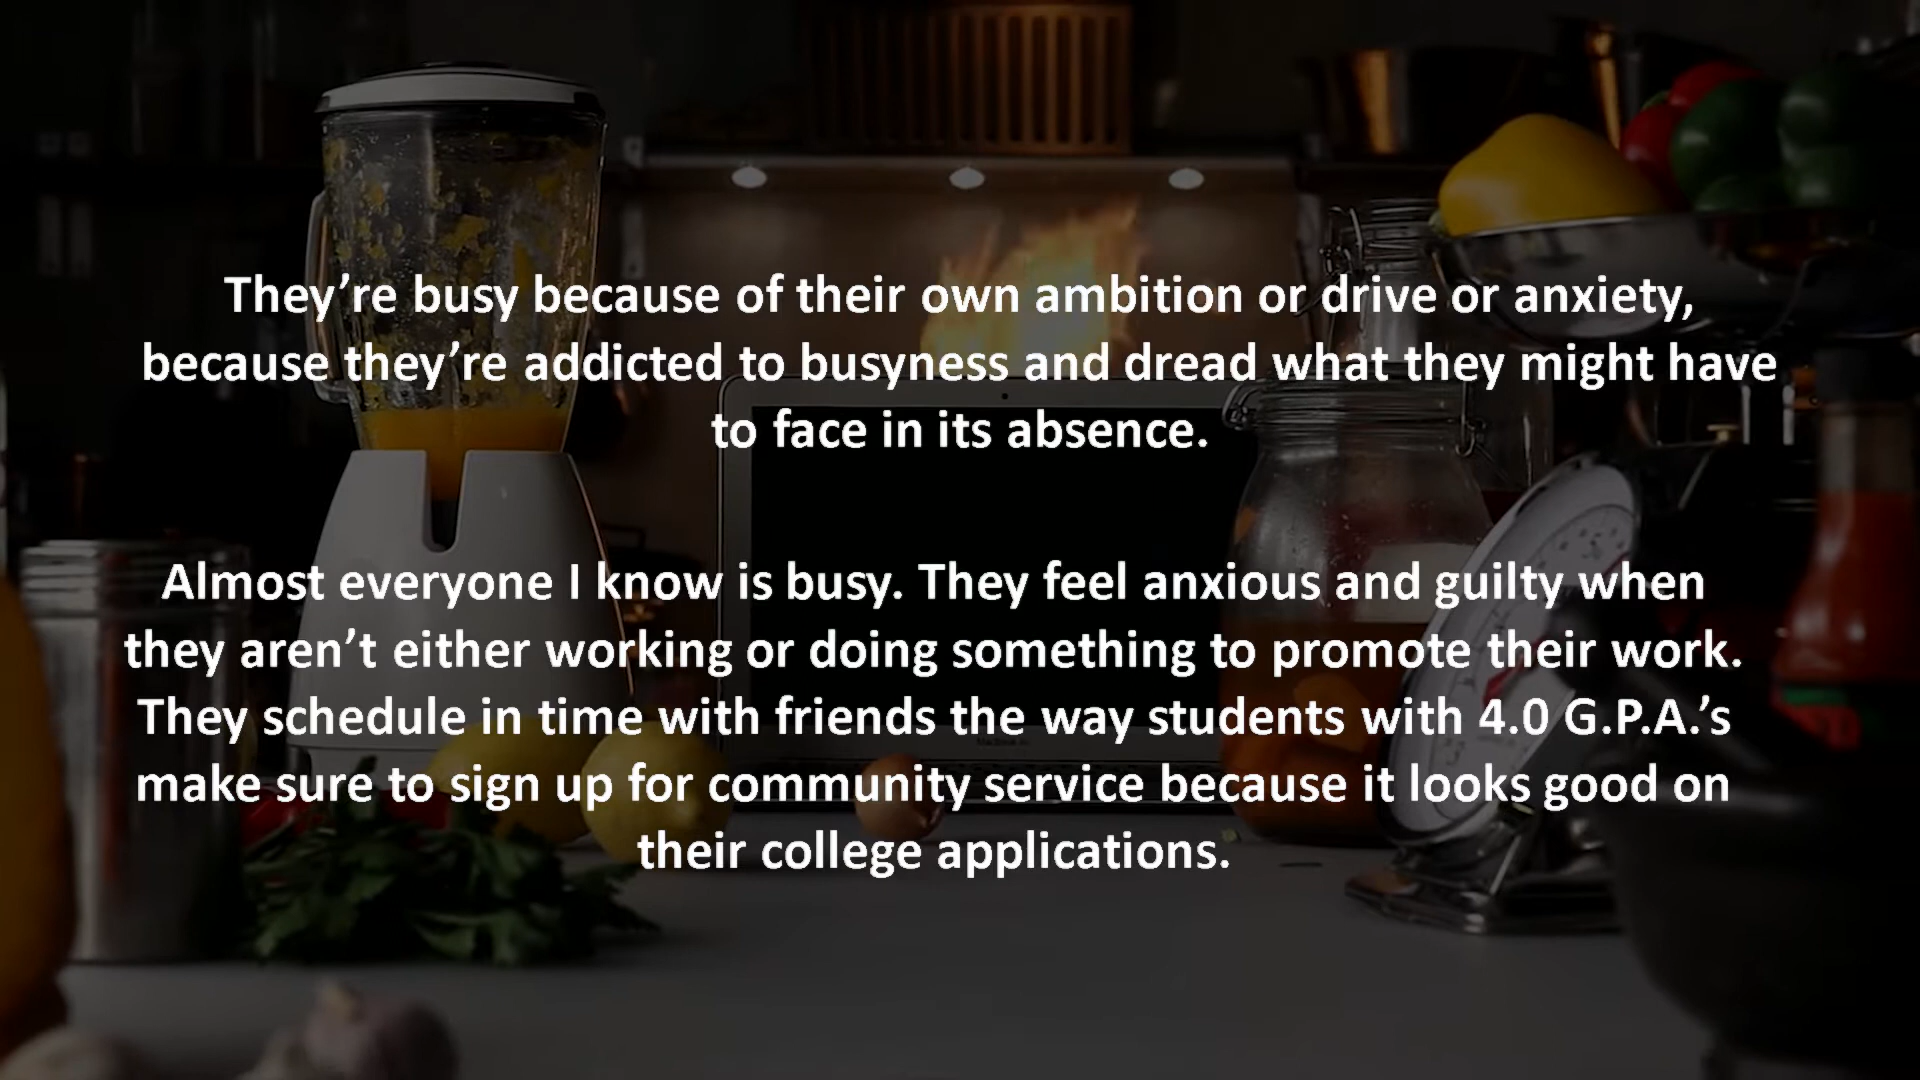 They’re busy because of their own ambition or drive or anxiety,
because they’re addicted to busyness and dread what they might have
to face in its absence.
Almost everyone I know is busy. They feel anxious and guilty when
they aren’t either working or doing something to promote their work.
They schedule in time with friends the way students with 4.0 G.P.A.’s
make sure to sign up for community service because it looks good on
their college applications.